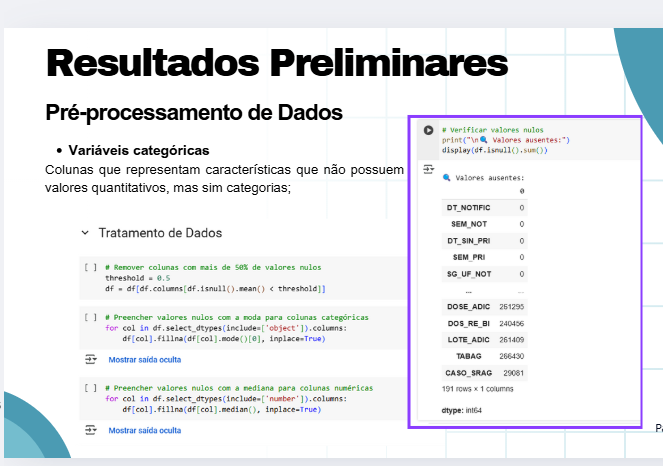 Resultados Preliminares
Pré-processamento de Dados
• Variáveis categóricas
Colunas que representam características que não possuem
valores quantitativos, mas sim categorias;
Tratamento de Dados
[ ] # Remover colunas com mais de 50% de valores nulos
threshold = 0.5
df = df[df.columns[df.isnull().mean() < threshold]]
[ ] # Preencher valores nulos com a moda para colunas categóricas
for col in df.select_dtypes(include=['object']).columns:
df[col].fillna(df[col].mode()[0], inplace=True)
Mostrar saída oculta
[ ] # Preencher valores nulos com a mediana para colunas numéricas
for col in df.select_dtypes(include=['number']).columns:
df[col].fillna(df[col].median(), inplace=True)
Mostrar saída oculta
# Verificar valores nulos
print("\n🔍 Valores ausentes:")
display(df.isnull().sum())
🔍 Valores ausentes:
0
DT_NOTIFIC 0
SEM_NOT 0
DT_SIN_PRI 0
SEM_PRI 0
SG_UF_NOT 0
... ...
DOSE_ADIC 261295
DOS_RE_BI 240456
LOTE_ADIC 261409
TABAG 266430
CASO_SRAG 29081
191 rows × 1 columns
dtype: int64